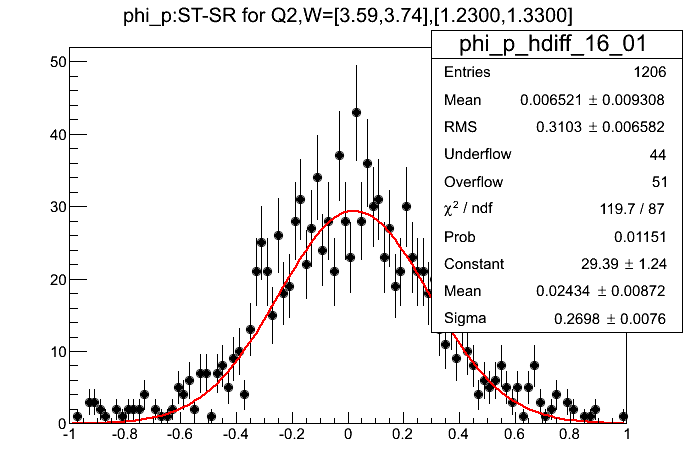 phi_p:ST-SR for Q2,W=[3.59,3.74],[1.2300,1.3300]
phi_p_hdiff_16_01
Entries 1206
Mean 0.006521 ± 0.009308
RMS 0.3103 ± 0.006582
Underflow 44
Overflow 51
χ² / ndf 119.7 / 87
Prob 0.01151
Constant 29.39 ± 1.24
Mean 0.02434 ± 0.00872
Sigma 0.2698 ± 0.0076
50
40
30
20
10
0
-1 -0.8 -0.6 -0.4 -0.2 0 0.2 0.4 0.6 0.8 1